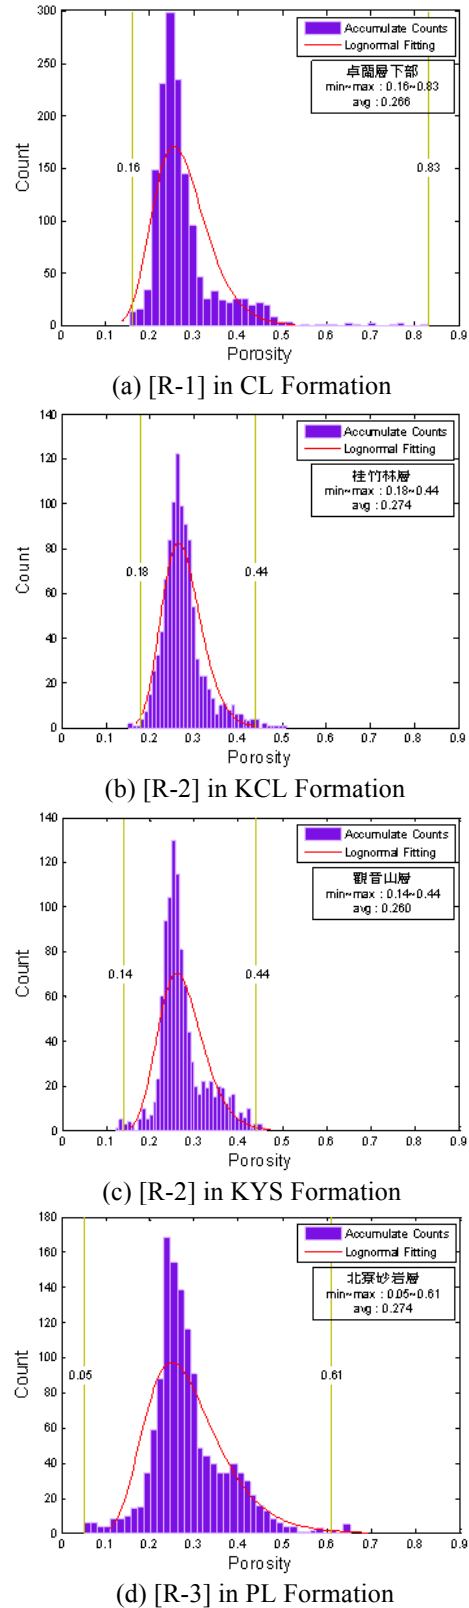 300
250
200
150
100
50
0
Count
Accumulate Counts
Lognormal Fitting
卓蘭層下部
min~max : 0.16~0.83
avg : 0.266
0.16
0.83
0 0.1 0.2 0.3 0.4 0.5 0.6 0.7 0.8 0.9
Porosity
(a) [R-1] in CL Formation
140
120
100
80
60
40
20
0
Count
Accumulate Counts
Lognormal Fitting
桂竹林層
min~max : 0.18~0.44
avg : 0.274
0.18
0.44
0 0.1 0.2 0.3 0.4 0.5 0.6 0.7 0.8 0.9
Porosity
(b) [R-2] in KCL Formation
140
120
100
80
60
40
20
0
Count
Accumulate Counts
Lognormal Fitting
觀音山層
min~max : 0.14~0.44
avg : 0.260
0.14
0.44
0 0.1 0.2 0.3 0.4 0.5 0.6 0.7 0.8 0.9
Porosity
(c) [R-2] in KYS Formation
180
160
140
120
100
80
60
40
20
0
Count
Accumulate Counts
Lognormal Fitting
北寮砂岩層
min~max : 0.05~0.61
avg : 0.274
0.05
0.61
0 0.1 0.2 0.3 0.4 0.5 0.6 0.7 0.8 0.9
Porosity
(d) [R-3] in PL Formation